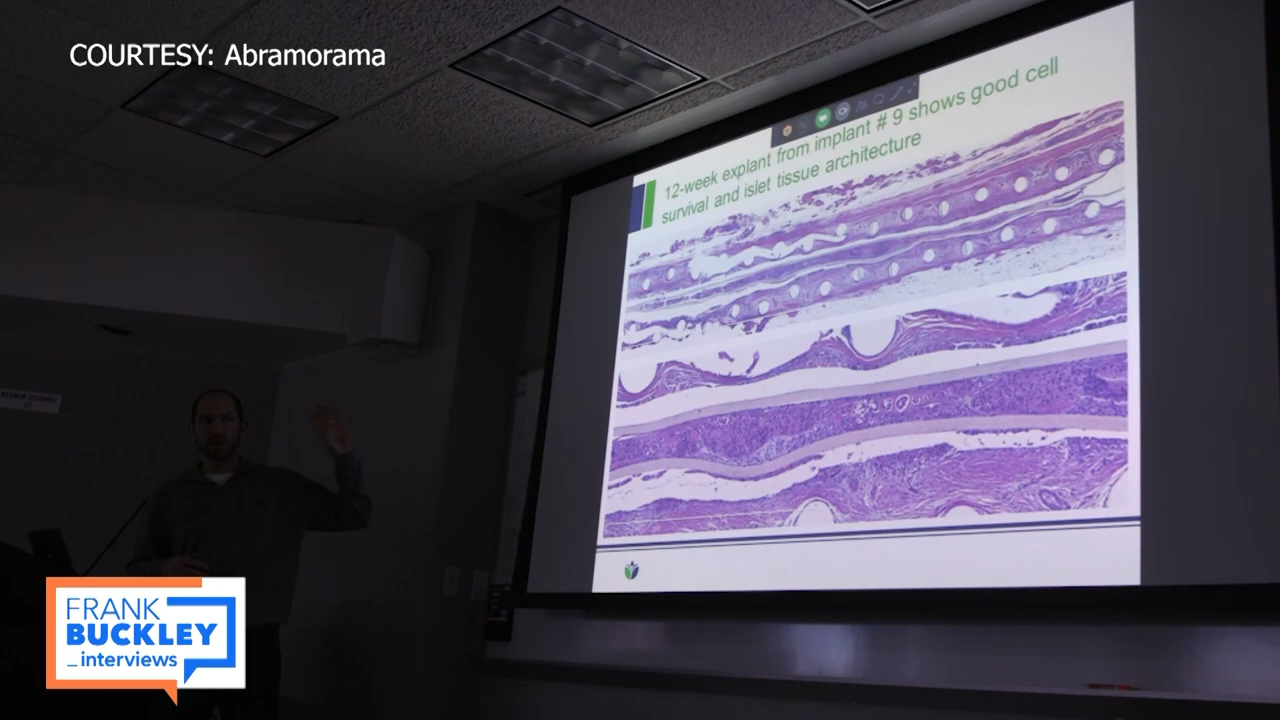 COURTESY: Abramorama
12-week explant from implant # 9 shows good cell
survival and islet tissue architecture
FRANK
BUCKLEY
_interviews